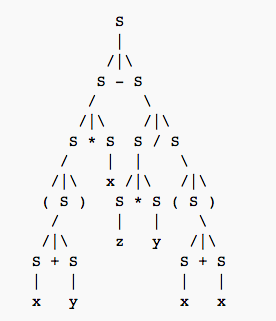 S
|
/|\
S - S
/ \
/|\ /|\
S * S S / S
/ | | \
/|\ x /|\ /|\
( S ) S * S ( S )
/ | | \
/|\ z y /|\
S + S S + S
| | | |
x y x x